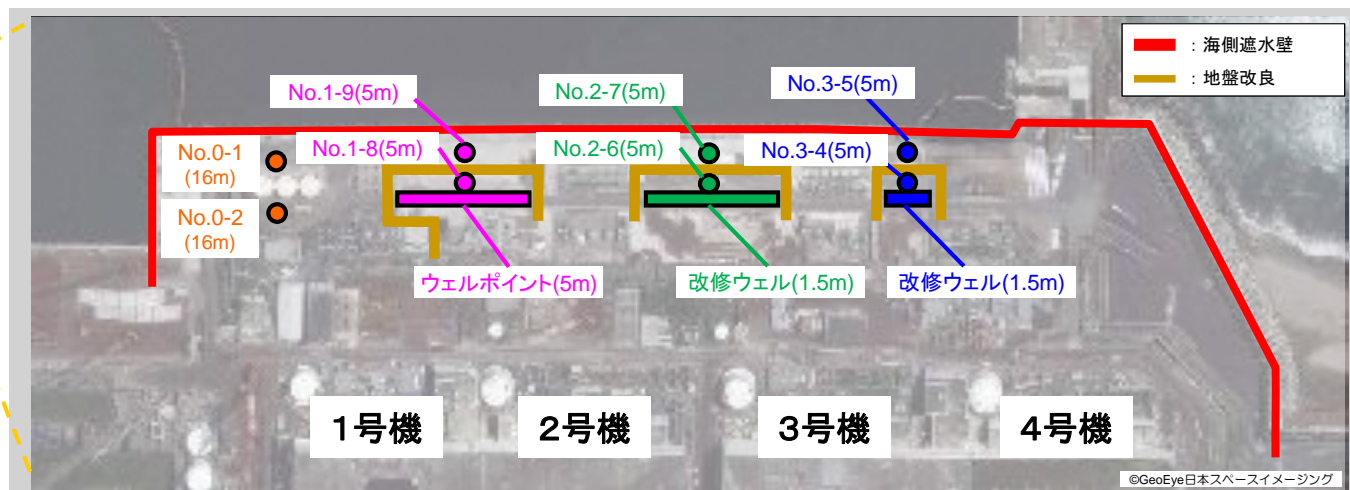 ：海側遮水壁
：地盤改良
No.1-9(5m)
No.2-7(5m)
No.3-5(5m)
No.0-1
(16m)
No.1-8(5m)
No.2-6(5m)
No.3-4(5m)
No.0-2
(16m)
ウェルポイント(5m)
改修ウェル(1.5m)
改修ウェル(1.5m)
１号機
２号機
３号機
４号機
©GeoEye日本スペースイメージング